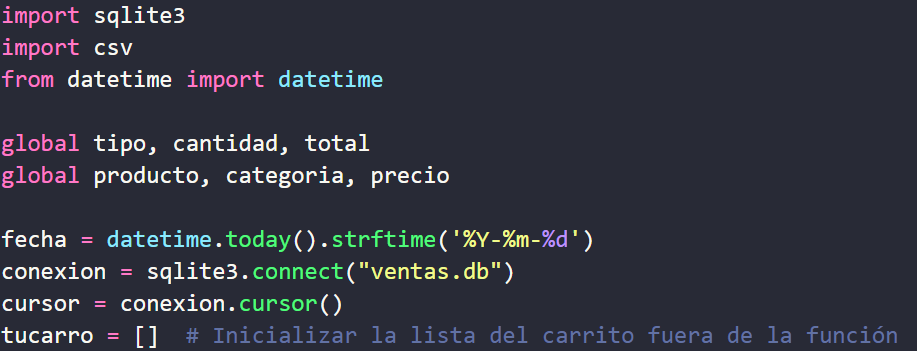 import sqlite3
import csv
from datetime import datetime
global tipo, cantidad, total
global producto, categoria, precio
fecha = datetime.today().strftime('%Y-%m-%d')
conexion = sqlite3.connect("ventas.db")
cursor = conexion.cursor()
tucarro = []  # Inicializar la lista del carrito fuera de la función